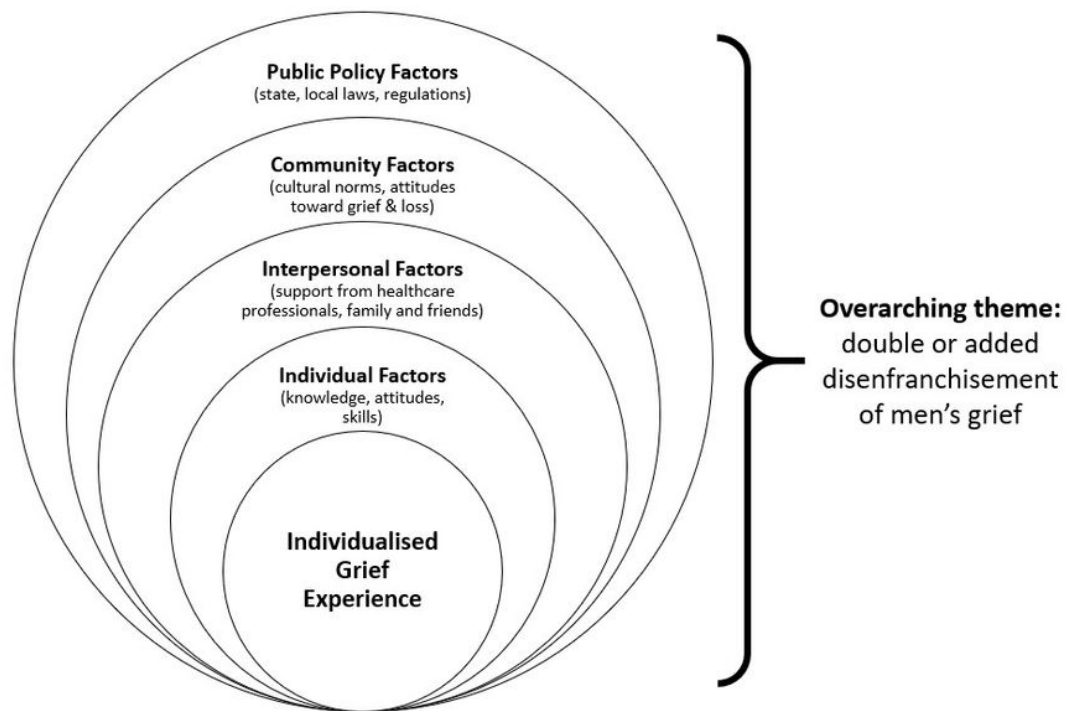 Public Policy Factors
(state, local laws, regulations)
Community Factors
(cultural norms, attitudes
toward grief & loss)
Interpersonal Factors
(support from healthcare
professionals, family and friends)
Individual Factors
(knowledge, attitudes,
skills)
Individualised
Grief
Experience
Overarching theme:
double or added
disenfranchisement
of men’s grief